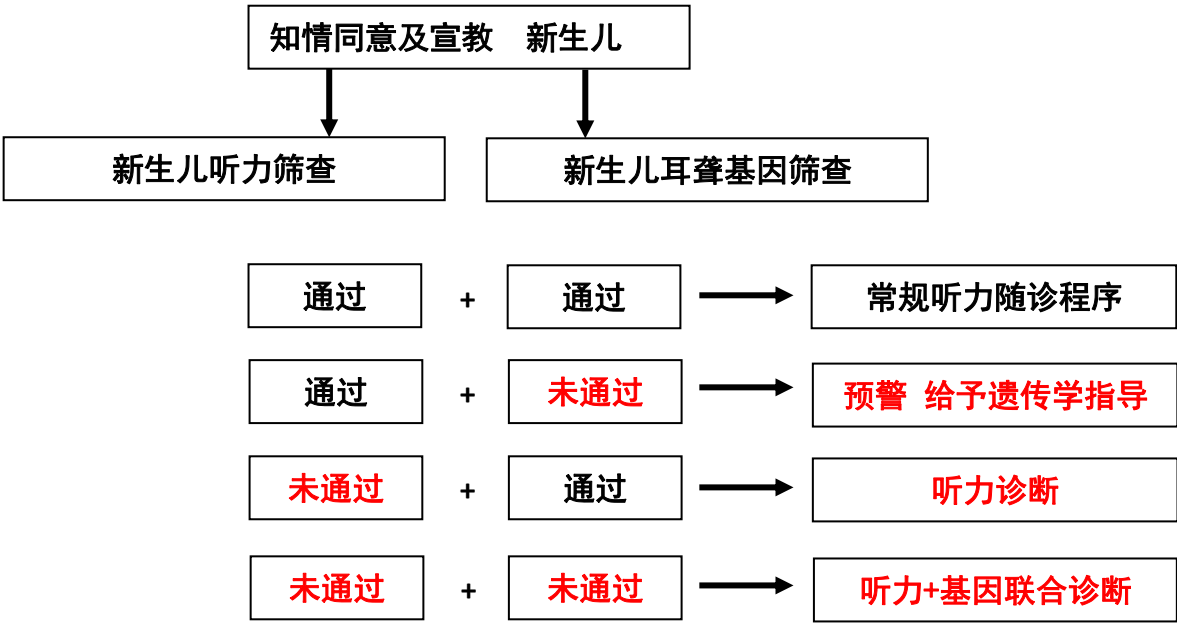 知情同意及宣教 新生儿
新生儿听力筛查
新生儿耳聋基因筛查
通过 + 通过 常规听力随诊程序
通过 + 未通过 预警 给予遗传学指导
未通过 + 通过 听力诊断
未通过 + 未通过 听力+基因联合诊断